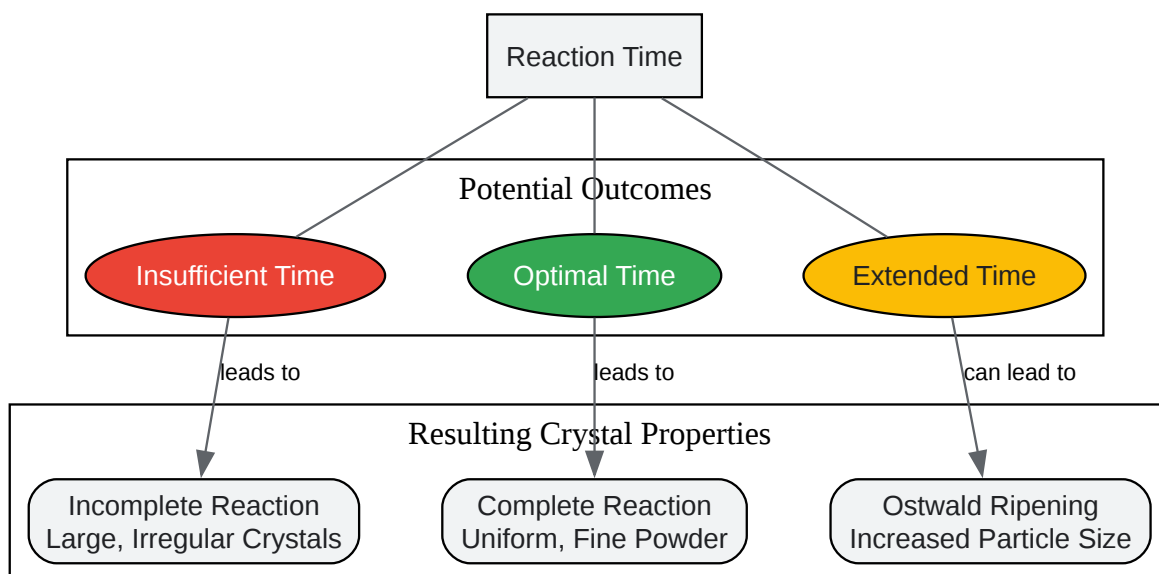 Reaction Time
Potential Outcomes
Insufficient Time
Optimal Time
Extended Time
leads to
leads to
can lead to
Resulting Crystal Properties
Incomplete Reaction
Large, Irregular Crystals
Complete Reaction
Uniform, Fine Powder
Ostwald Ripening
Increased Particle Size